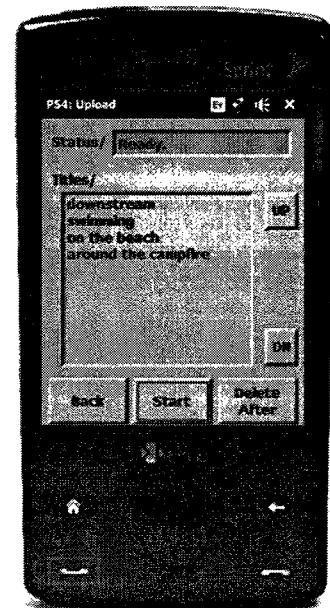 Sprint
PS4: Upload
Status/ Ready.
Titles/
downstream
swimming
on the beach
around the campfire
UP
DN
Back
Start
Delete
After